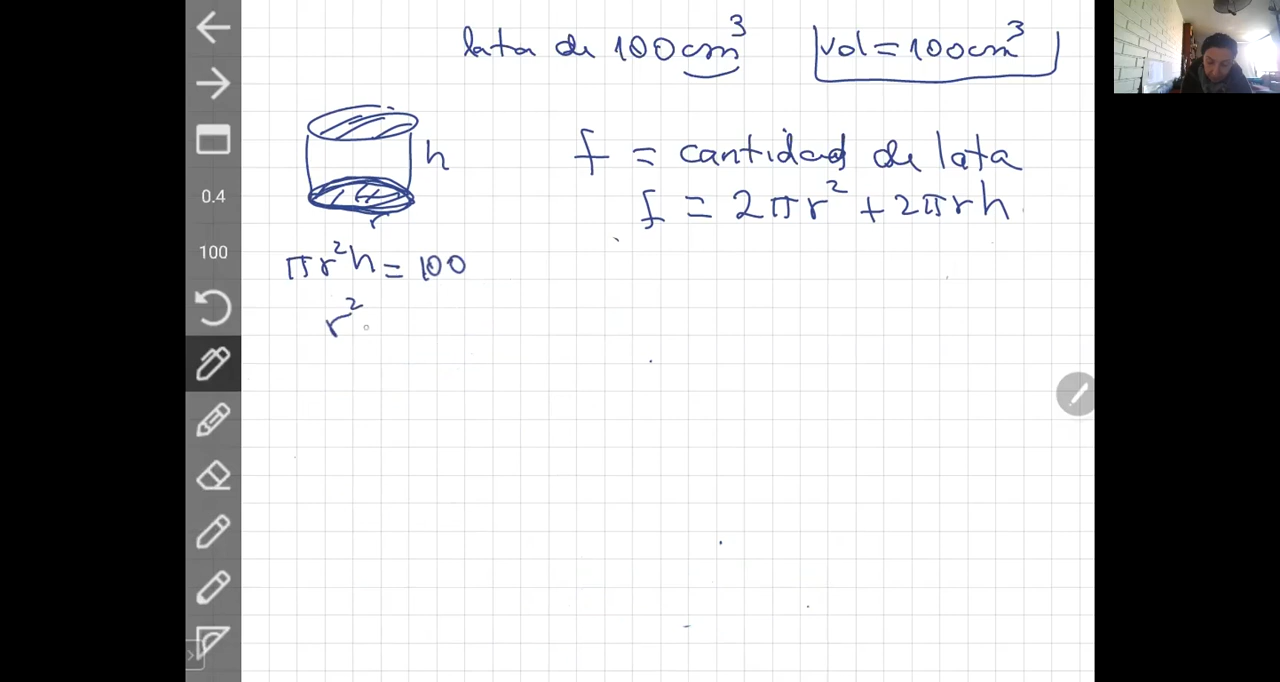 lata de 100cm³
vol = 100cm³
h
r
f = cantidad de lata
f = 2πr² + 2πrh
πr²h = 100
r²
0.4
100